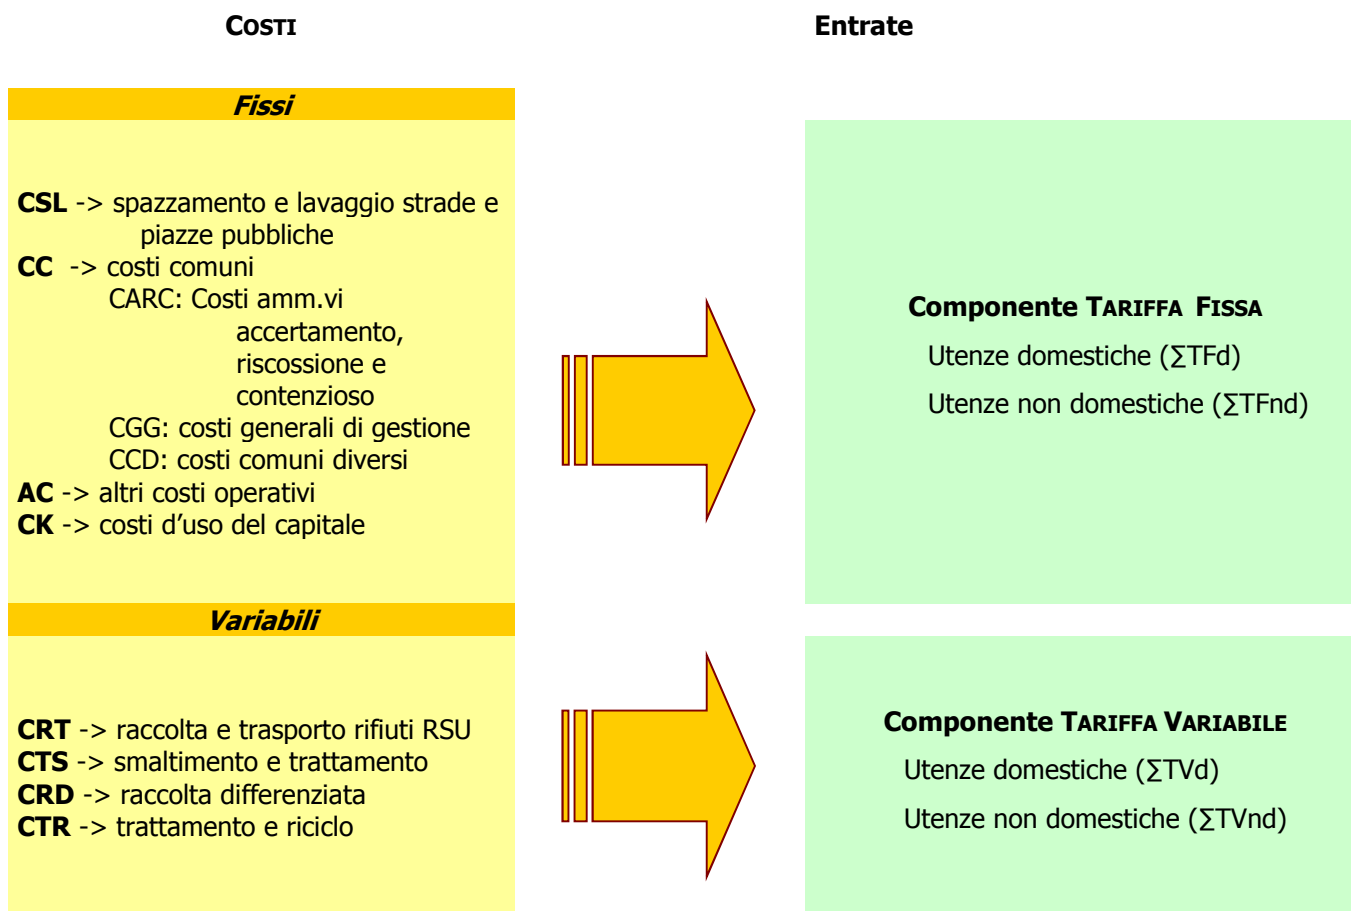 COSTI
Entrate
Fissi
CSL -> spazzamento e lavaggio strade e
piazze pubbliche
CC -> costi comuni
CARC: Costi amm.vi
accertamento,
riscossione e
contenzioso
CGG: costi generali di gestione
CCD: costi comuni diversi
AC -> altri costi operativi
CK -> costi d’uso del capitale
Componente TARIFFA FISSA
Utenze domestiche (∑TFd)
Utenze non domestiche (∑TFnd)
Variabili
CRT -> raccolta e trasporto rifiuti RSU
CTS -> smaltimento e trattamento
CRD -> raccolta differenziata
CTR -> trattamento e riciclo
Componente TARIFFA VARIABILE
Utenze domestiche (∑TVd)
Utenze non domestiche (∑TVnd)